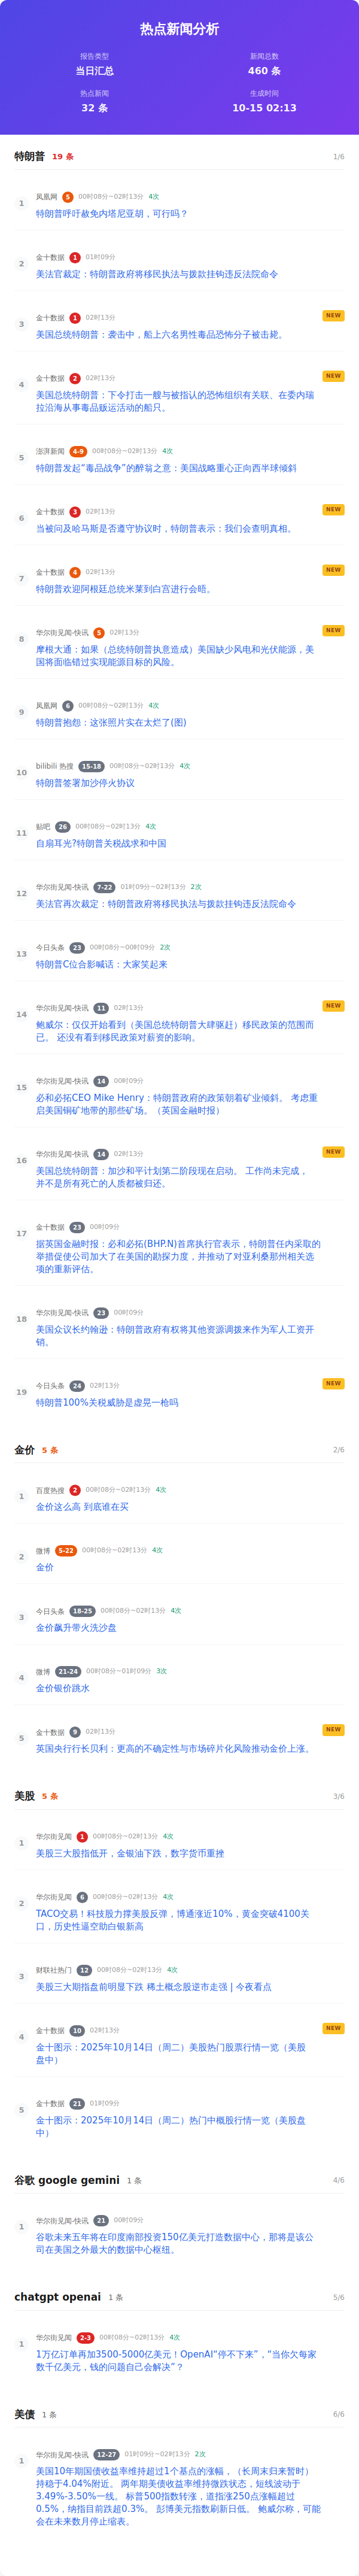 热点新闻分析
报告类型
当日汇总
新闻总数
460 条
热点新闻
32 条
生成时间
10-15 02:13
特朗普 19 条 1/6
1
凤凰网 5 00时08分~02时13分 4次
特朗普呼吁赦免内塔尼亚胡，可行吗？
2
金十数据 1 01时09分
美法官裁定：特朗普政府将移民执法与拨款挂钩违反法院命令
3
金十数据 1 02时13分 NEW
美国总统特朗普：袭击中，船上六名男性毒品恐怖分子被击毙。
4
金十数据 2 02时13分 NEW
美国总统特朗普：下令打击一艘与被指认的恐怖组织有关联、在委内瑞
拉沿海从事毒品贩运活动的船只。
5
澎湃新闻 4-9 00时08分~02时13分 4次
特朗普发起“毒品战争”的醉翁之意：美国战略重心正向西半球倾斜
6
金十数据 3 02时13分 NEW
当被问及哈马斯是否遵守协议时，特朗普表示：我们会查明真相。
7
金十数据 4 02时13分 NEW
特朗普欢迎阿根廷总统米莱到白宫进行会晤。
8
华尔街见闻-快讯 5 02时13分 NEW
摩根大通：如果（总统特朗普执意造成）美国缺少风电和光伏能源，美
国将面临错过实现能源目标的风险。
9
凤凰网 6 00时08分~02时13分 4次
特朗普抱怨：这张照片实在太烂了(图)
10
bilibili 热搜 15-18 00时08分~02时13分 4次
特朗普签署加沙停火协议
11
贴吧 26 00时08分~02时13分 4次
自扇耳光?特朗普关税战求和中国
12
华尔街见闻-快讯 7-22 01时09分~02时13分 2次
美法官再次裁定：特朗普政府将移民执法与拨款挂钩违反法院命令
13
今日头条 23 00时08分~00时09分 2次
特朗普C位合影喊话：大家笑起来
14
华尔街见闻-快讯 11 02时13分 NEW
鲍威尔：仅仅开始看到（美国总统特朗普大肆驱赶）移民政策的范围而
已。 还没有看到移民政策对薪资的影响。
15
华尔街见闻-快讯 14 00时09分
必和必拓CEO Mike Henry：特朗普政府的政策朝着矿业倾斜。 考虑重
启美国铜矿地带的那些矿场。（英国金融时报）
16
华尔街见闻-快讯 14 02时13分 NEW
美国总统特朗普：加沙和平计划第二阶段现在启动。 工作尚未完成，
并不是所有死亡的人质都被归还。
17
金十数据 23 00时09分
据英国金融时报：必和必拓(BHP.N)首席执行官表示，特朗普任内采取的
举措促使公司加大了在美国的勘探力度，并推动了对亚利桑那州相关选
项的重新评估。
18
华尔街见闻-快讯 23 00时09分
美国众议长约翰逊：特朗普政府有权将其他资源调拨来作为军人工资开
销。
19
今日头条 24 02时13分 NEW
特朗普100%关税威胁是虚晃一枪吗
金价 5 条 2/6
1
百度热搜 2 00时08分~02时13分 4次
金价这么高 到底谁在买
2
微博 5-22 00时08分~02时13分 4次
金价
3
今日头条 18-25 00时08分~02时13分 4次
金价飙升带火洗沙盘
4
微博 21-24 00时08分~01时09分 3次
金价银价跳水
5
金十数据 9 02时13分 NEW
英国央行行长贝利：更高的不确定性与市场碎片化风险推动金价上涨。
美股 5 条 3/6
1
华尔街见闻 1 00时08分~02时13分 4次
美股三大股指低开，金银油下跌，数字货币重挫
2
华尔街见闻 6 00时08分~02时13分 4次
TACO交易！科技股力撑美股反弹，博通涨近10%，黄金突破4100关
口，历史性逼空助白银新高
3
财联社热门 12 00时08分~02时13分 4次
美股三大期指盘前明显下跌 稀土概念股逆市走强 | 今夜看点
4
金十数据 10 02时13分 NEW
金十图示：2025年10月14日（周二）美股热门股票行情一览（美股
盘中）
5
金十数据 21 01时09分
金十图示：2025年10月14日（周二）热门中概股行情一览（美股盘
中）
谷歌 google gemini 1 条 4/6
1
华尔街见闻-快讯 21 00时09分
谷歌未来五年将在印度南部投资150亿美元打造数据中心，那将是该公
司在美国之外最大的数据中心枢纽。
chatgpt openai 1 条 5/6
1
华尔街见闻 2-3 00时08分~02时13分 4次
1万亿订单再加3500-5000亿美元！OpenAI“停不下来”，“当你欠每家
数千亿美元，钱的问题自己会解决”？
美债 1 条 6/6
1
华尔街见闻-快讯 12-27 01时09分~02时13分 2次
美国10年期国债收益率维持超过1个基点的涨幅，（长周末归来暂时）
持稳于4.04%附近。 两年期美债收益率维持微跌状态，短线波动于
3.49%-3.50%一线。 标普500指数转涨，道指涨250点涨幅超过
0.5%，纳指目前跌超0.3%。 彭博美元指数刷新日低。 鲍威尔称，可能
会在未来数月停止缩表。